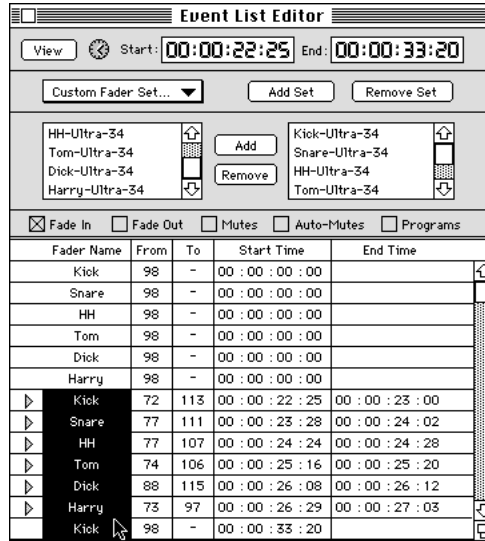 Event List Editor
View Start: 00:00:22:25 End: 00:00:33:20
Custom Fader Set... Add Set Remove Set
HH-Ultra-34
Tom-Ultra-34
Dick-Ultra-34
Harry-Ultra-34
Add
Remove
Kick-Ultra-34
Snare-Ultra-34
HH-Ultra-34
Tom-Ultra-34
Fade In Fade Out Mutes Auto-Mutes Programs
Fader Name From To Start Time End Time
Kick 98 - 00 : 00 : 00 : 00
Snare 98 - 00 : 00 : 00 : 00
HH 98 - 00 : 00 : 00 : 00
Tom 98 - 00 : 00 : 00 : 00
Dick 98 - 00 : 00 : 00 : 00
Harry 98 - 00 : 00 : 00 : 00
Kick 72 113 00 : 00 : 22 : 25 00 : 00 : 23 : 00
Snare 77 111 00 : 00 : 23 : 28 00 : 00 : 24 : 02
HH 77 107 00 : 00 : 24 : 24 00 : 00 : 24 : 28
Tom 74 106 00 : 00 : 25 : 16 00 : 00 : 25 : 20
Dick 88 115 00 : 00 : 26 : 08 00 : 00 : 26 : 12
Harry 73 97 00 : 00 : 26 : 29 00 : 00 : 27 : 03
Kick 98 - 00 : 00 : 33 : 20